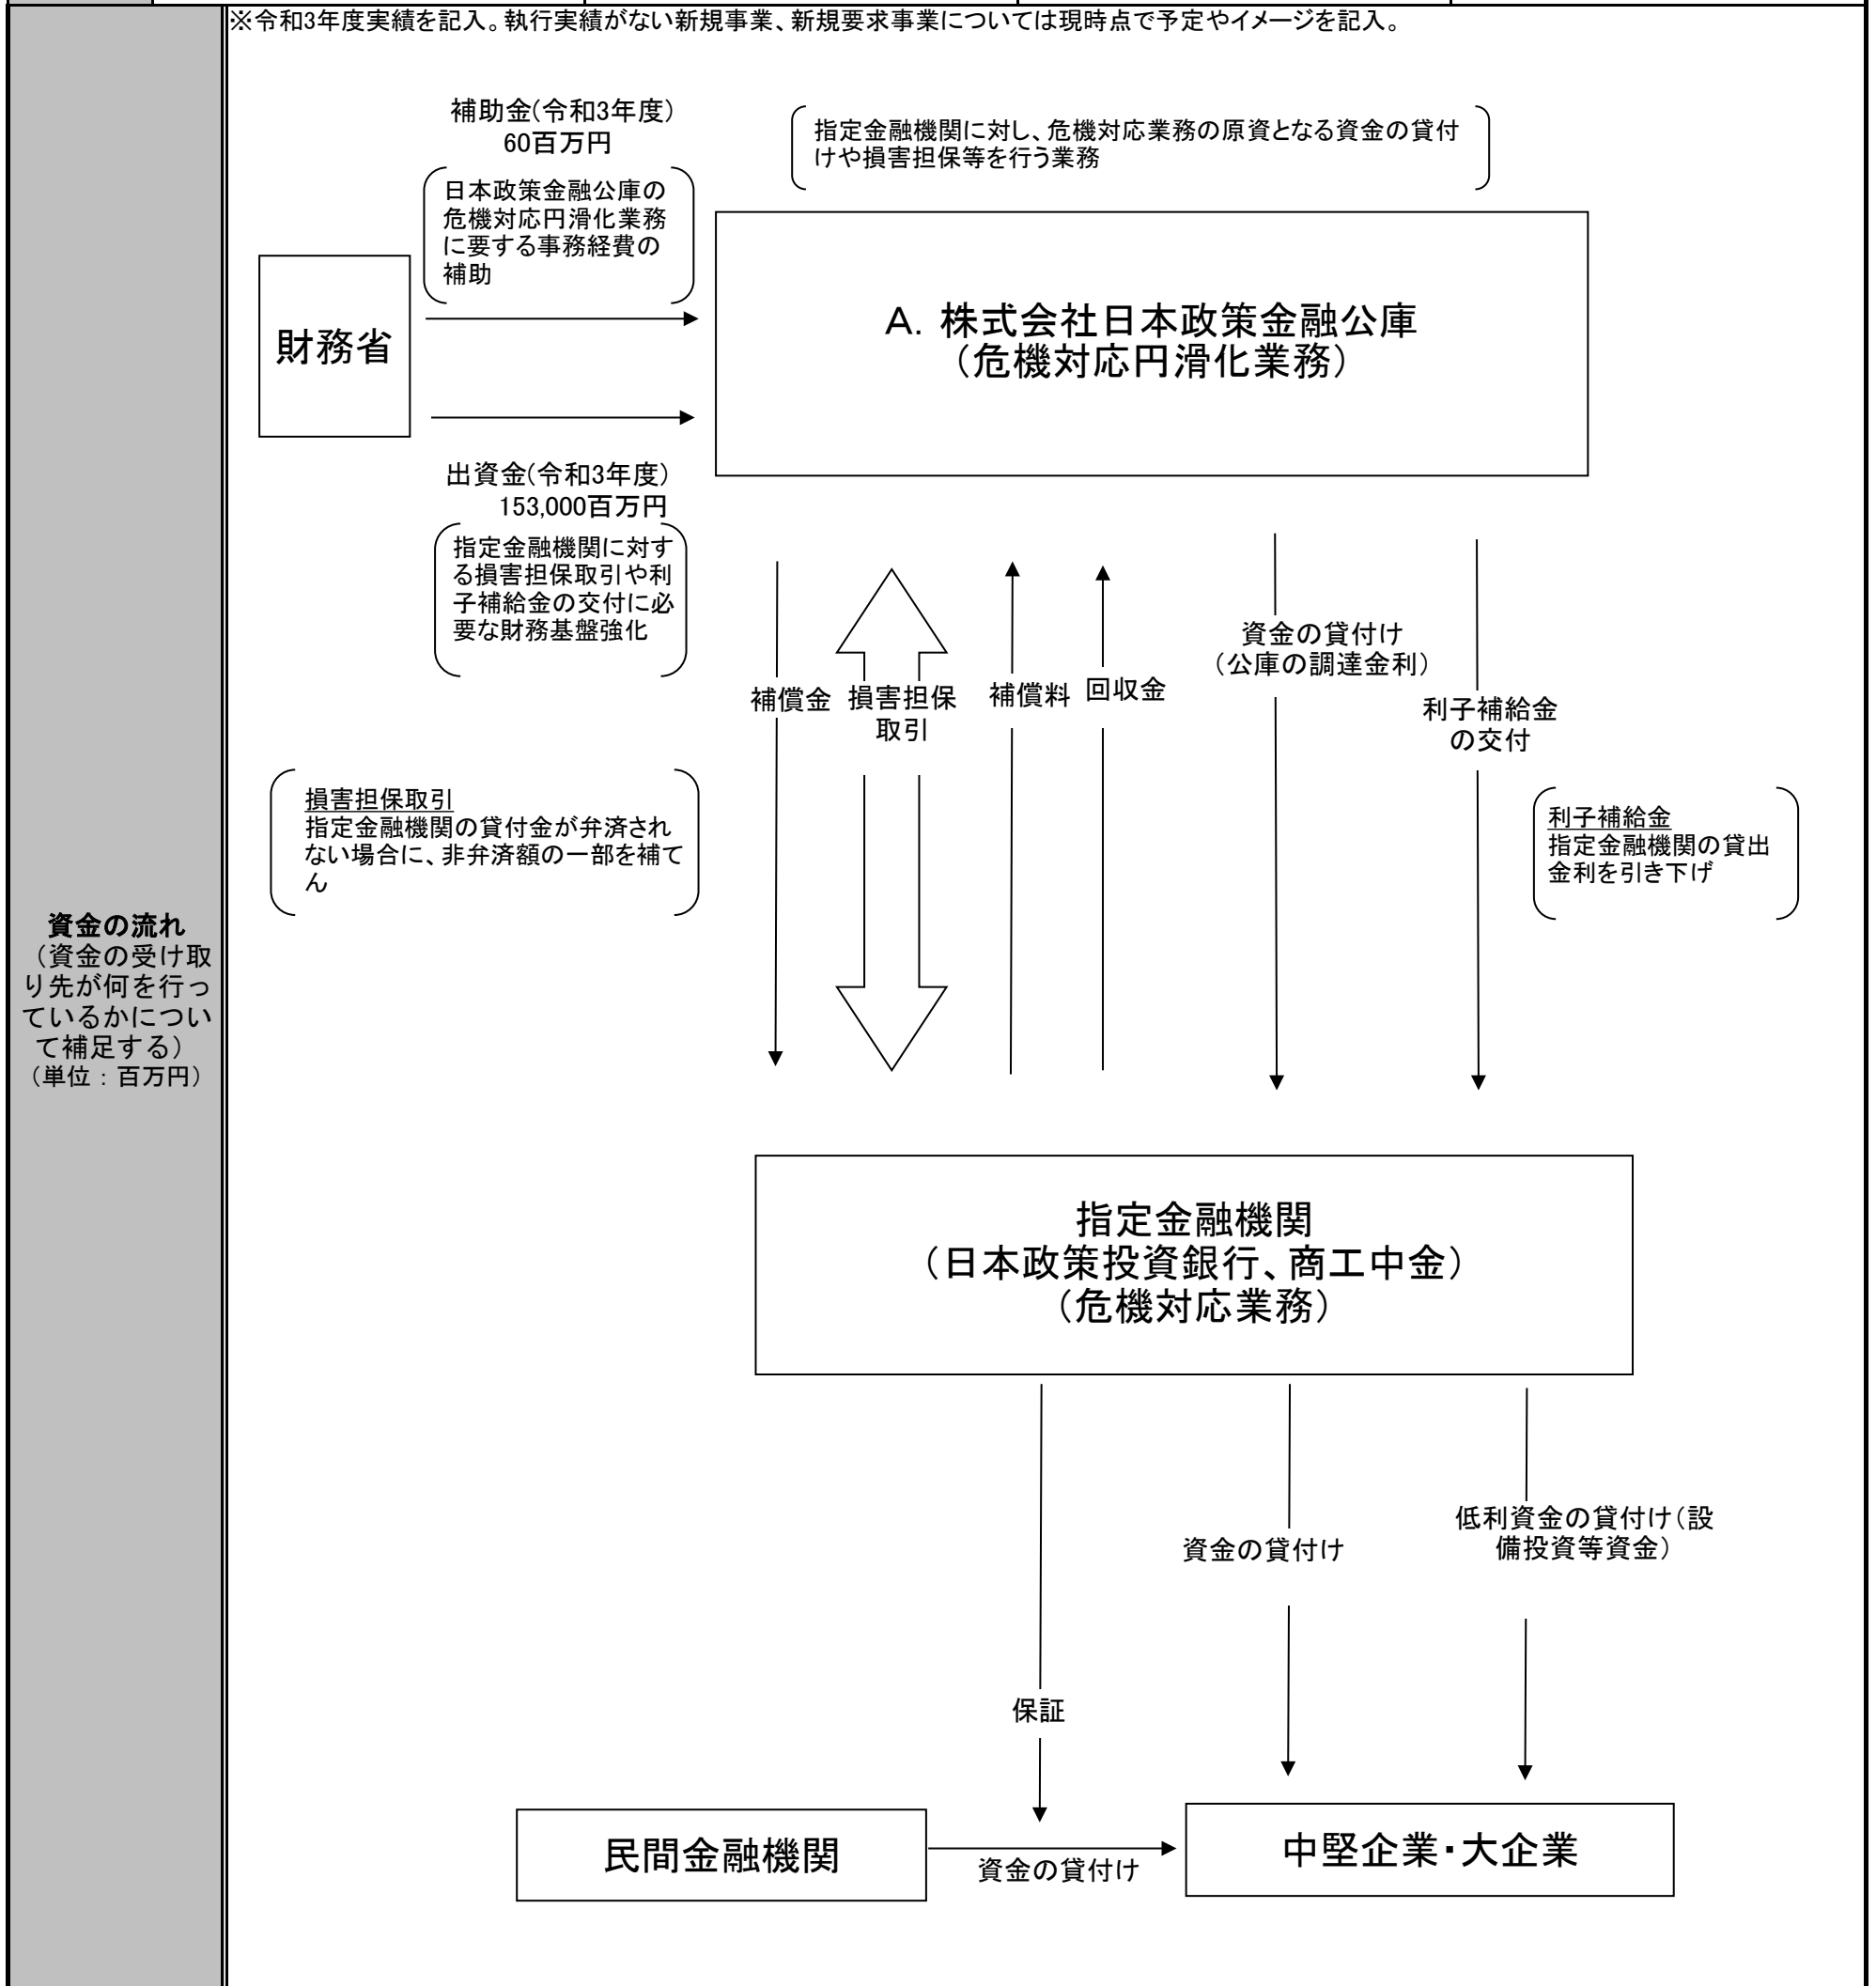 ※令和3年度実績を記入。執行実績がない新規事業、新規要求事業については現時点で予定やイメージを記入。
補助金(令和3年度)
60百万円
指定金融機関に対し、危機対応業務の原資となる資金の貸付
けや損害担保等を行う業務
日本政策金融公庫の
危機対応円滑化業務
に要する事務経費の
補助
財務省
A. 株式会社日本政策金融公庫
（危機対応円滑化業務）
出資金(令和3年度)
153,000百万円
指定金融機関に対す
る損害担保取引や利
子補給金の交付に必
要な財務基盤強化
補償金
損害担保
取引
補償料
回収金
資金の貸付け
（公庫の調達金利）
利子補給金
の交付
損害担保取引
指定金融機関の貸付金が弁済され
ない場合に、非弁済額の一部を補て
ん
利子補給金
指定金融機関の貸出
金利を引き下げ
資金の流れ
（資金の受け取
り先が何を行っ
ているかについ
て補足する）
（単位：百万円）
指定金融機関
（日本政策投資銀行、商工中金）
（危機対応業務）
保証
資金の貸付け
低利資金の貸付け（設
備投資等資金）
民間金融機関
資金の貸付け
中堅企業・大企業